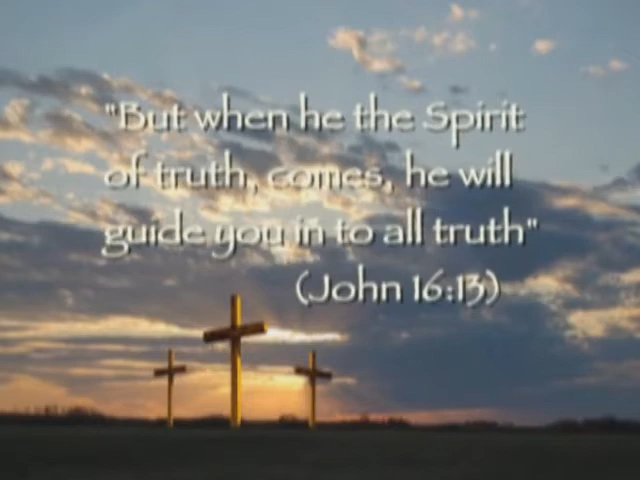 "But when he the Spirit
of truth, comes, he will
guide you in to all truth"
(John 16:13)